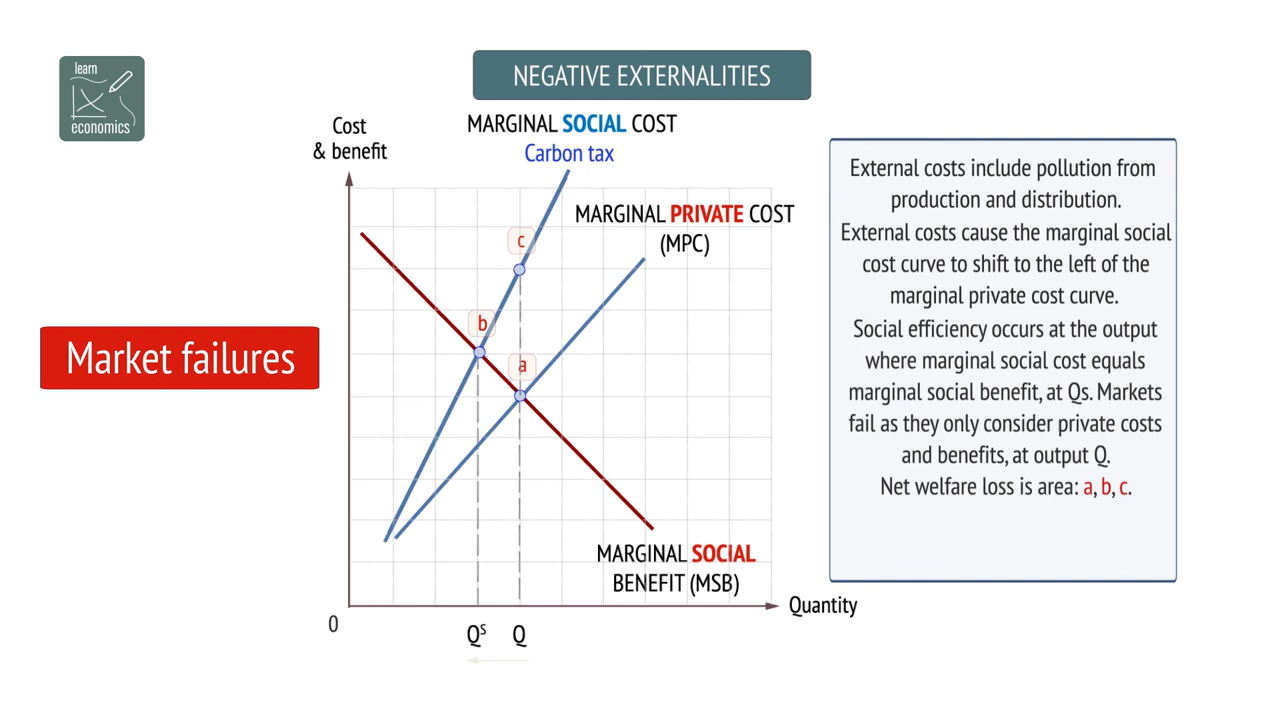 learn
economics
NEGATIVE EXTERNALITIES
Market failures
Cost
& benefit
MARGINAL SOCIAL COST
Carbon tax
MARGINAL PRIVATE COST
(MPC)
c
b
a
MARGINAL SOCIAL
BENEFIT (MSB)
Quantity
0
Qˢ
Q
External costs include pollution from
production and distribution.
External costs cause the marginal social
cost curve to shift to the left of the
marginal private cost curve.
Social efficiency occurs at the output
where marginal social cost equals
marginal social benefit, at Qs. Markets
fail as they only consider private costs
and benefits, at output Q.
Net welfare loss is area: a, b, c.